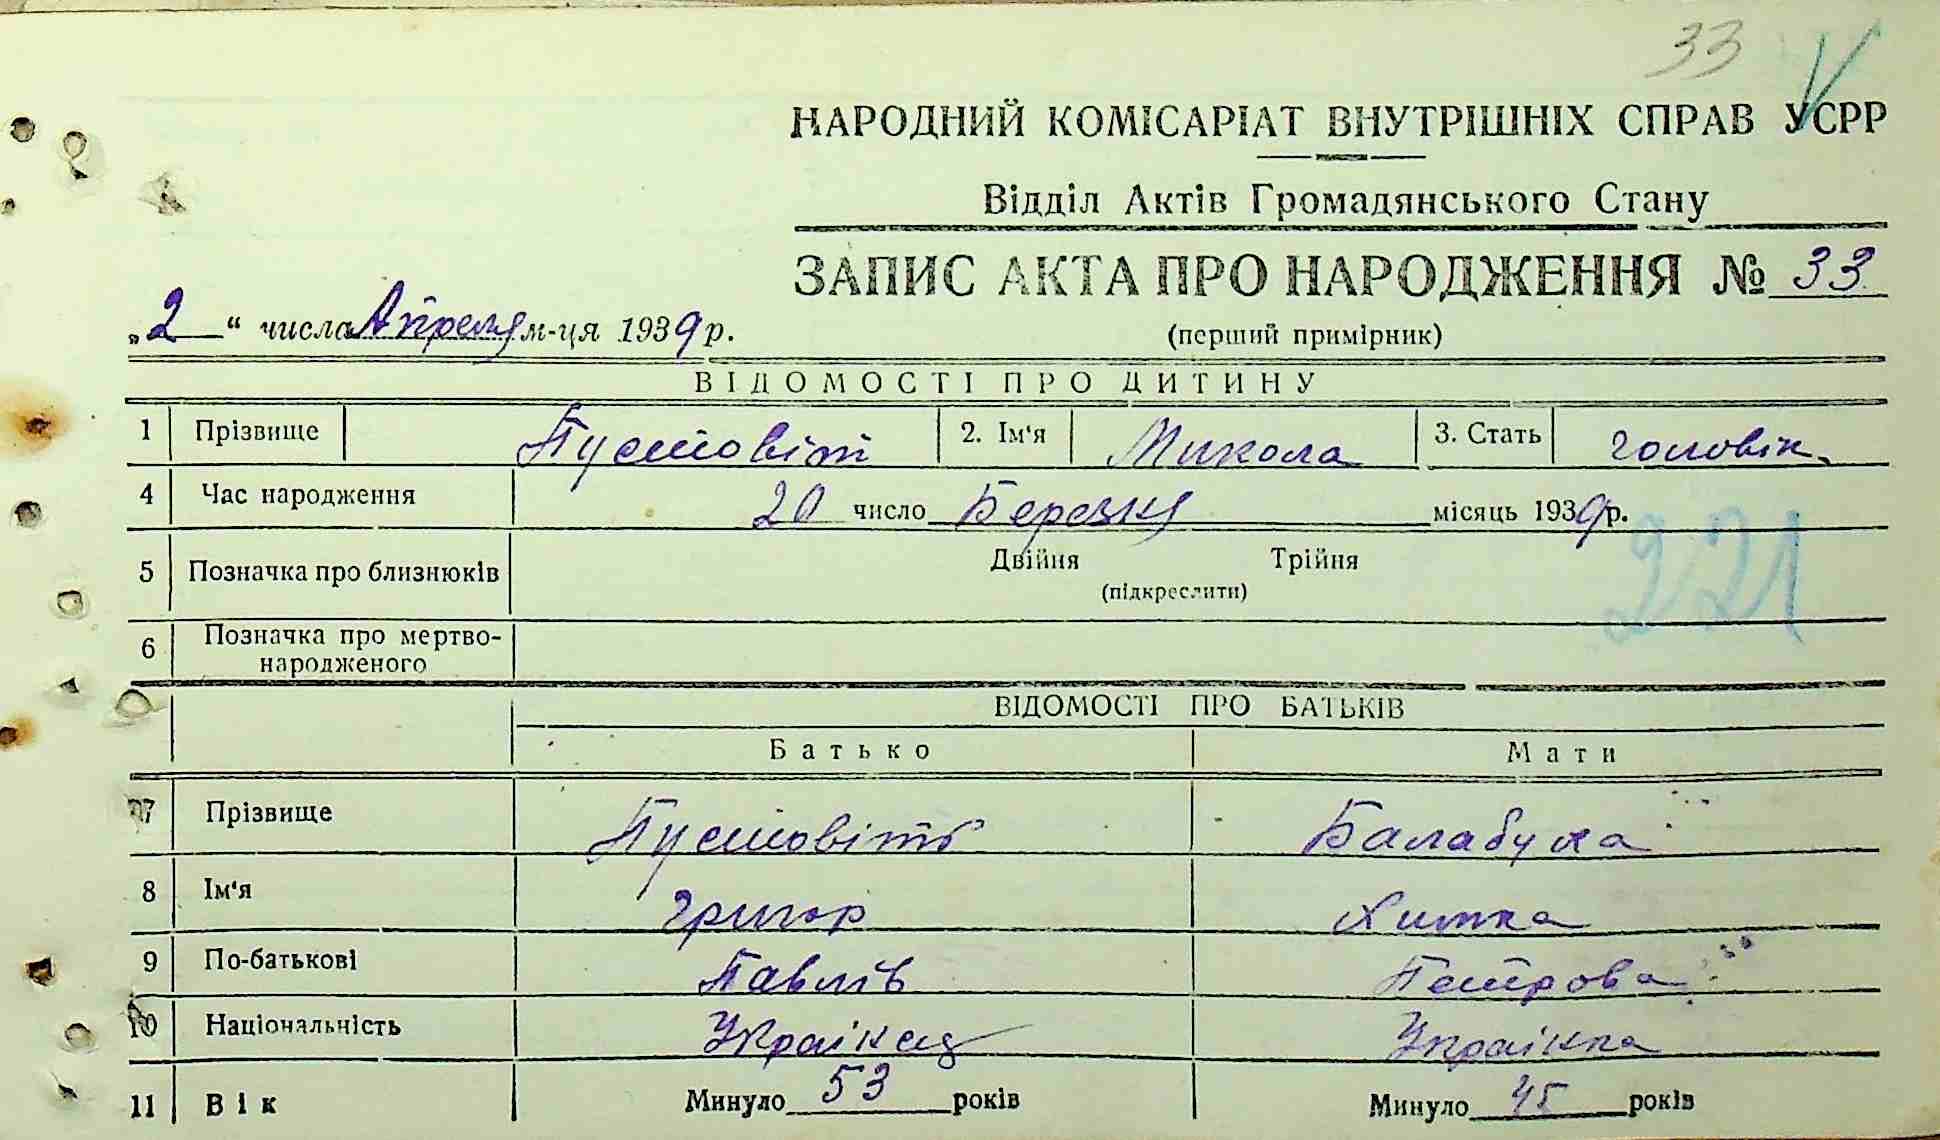 33 V
НАРОДНИЙ КОМІСАРІАТ ВНУТРІШНІХ СПРАВ УСРР
Відділ Актів Громадянського Стану
ЗАПИС АКТА ПРО НАРОДЖЕННЯ № 33
„2“ числа Апреля м-ця 1939 р.
(перший примірник)
ВІДОМОСТІ ПРО ДИТИНУ
1 Прізвище Пустовіт 2. Ім'я Микола 3. Стать чоловік.
4 Час народження 20 число Березня місяць 1939 р.
221
5 Позначка про близнюків Двійня Трійня
(підкреслити)
6 Позначка про мертво-
народженого
ВІДОМОСТІ ПРО БАТЬКІВ
Батько Мати
7 Прізвище Пустовіт Балабуха
8 Ім'я Григор Химка
9 По-батькові Павлів Петрова
10 Національність Українец Українка
11 Вік Минуло 53 років Минуло 45 років